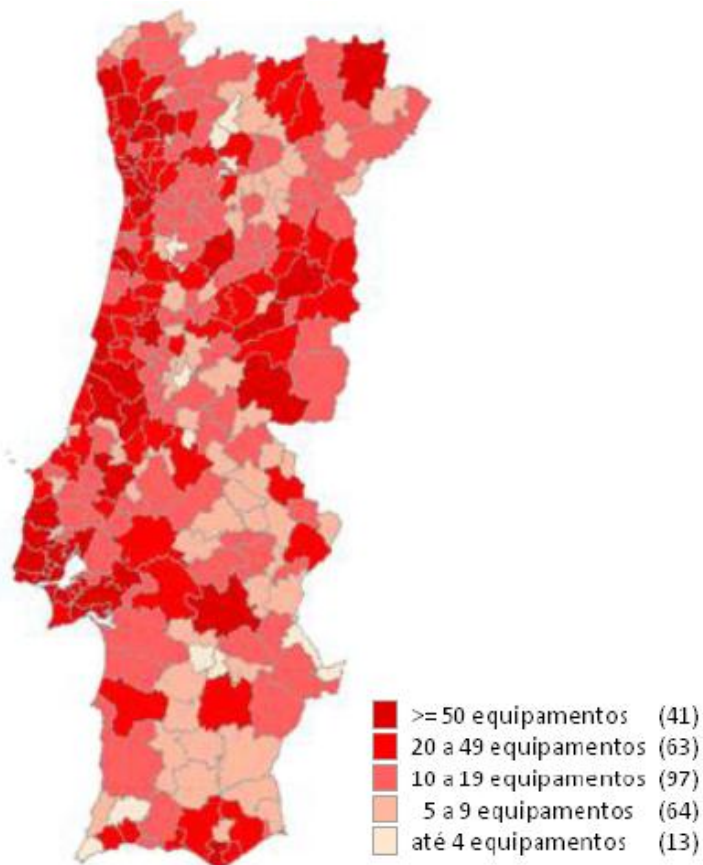 >= 50 equipamentos (41)
20 a 49 equipamentos (63)
10 a 19 equipamentos (97)
5 a 9 equipamentos (64)
até 4 equipamentos (13)